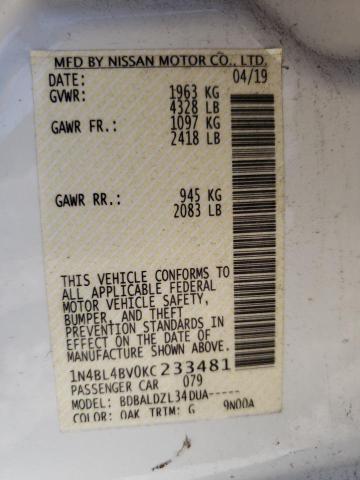 MFD BY NISSAN MOTOR CO., LTD.
DATE: 04/19
GVWR: 1963 KG
4328 LB
GAWR FR.: 1097 KG
2418 LB
GAWR RR.: 945 KG
2083 LB
THIS VEHICLE CONFORMS TO
ALL APPLICABLE FEDERAL
MOTOR VEHICLE SAFETY,
BUMPER, AND THEFT
PREVENTION STANDARDS IN
EFFECT ON THE DATE OF
MANUFACTURE SHOWN ABOVE.
1N4BL4BV0KC233481
PASSENGER CAR 079
MODEL: BDBALDZL34DUA-----
COLOR: QAK TRIM: G 9N00A